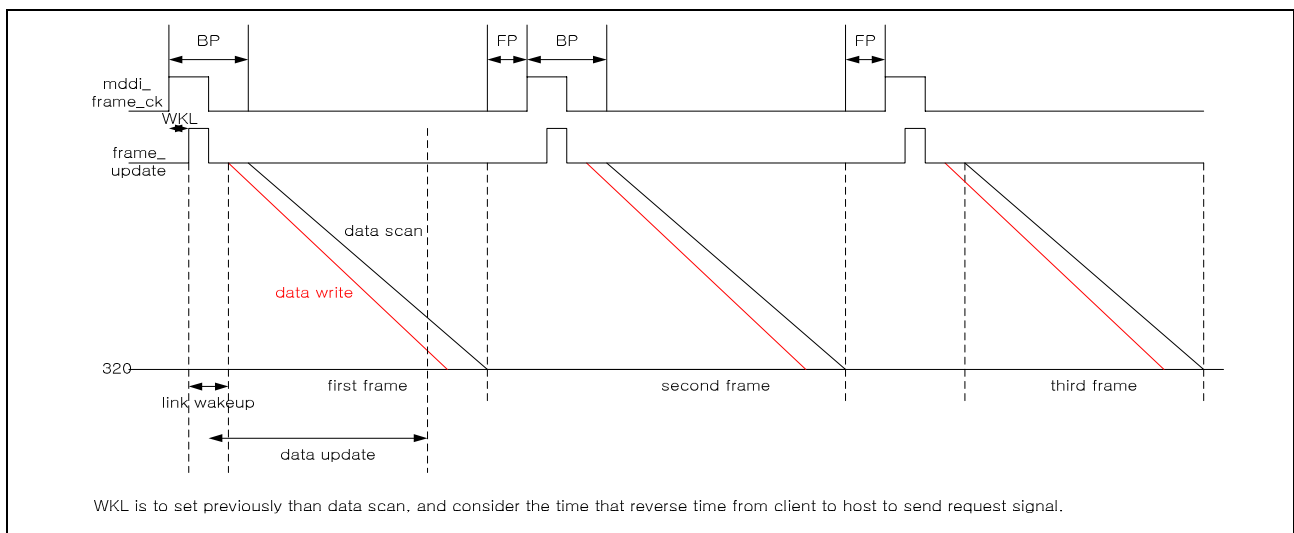 BP
FP
BP
FP
mddi_
frame_ck
WKL
frame_
update
data scan
data write
320
first frame
second frame
third frame
link wakeup
data update
WKL is to set previously than data scan, and consider the time that reverse time from client to host to send request signal.